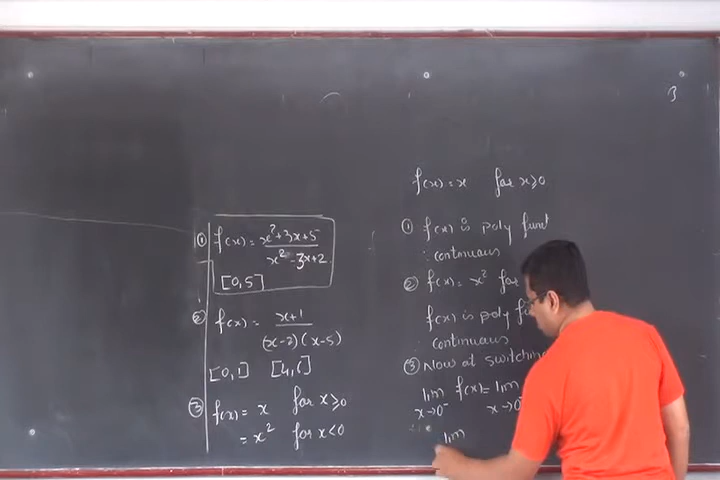 3
① f(x) = x²+3x+5
x²-3x+2
[0,5]
② f(x) = x+1
(x-2)(x-5)
[0,1] [4,6]
③ f(x) = x for x≥0
= x² for x<0
f(x) = x for x≥0
① f(x) is poly funct
: continuous
② f(x) = x² for
f(x) is poly
continuous
③ Now at switching
lim f(x) = lim
x→0⁻ x→0⁻
lim